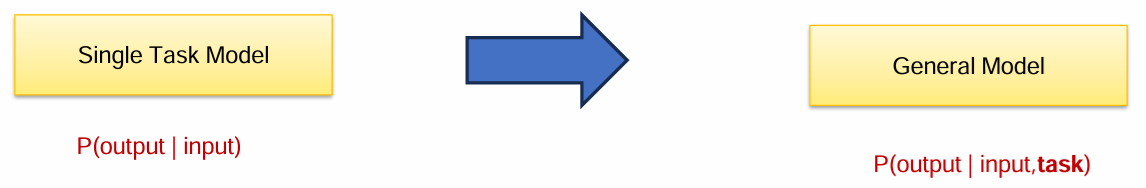 Single Task Model
P(output | input)
General Model
P(output | input,task)